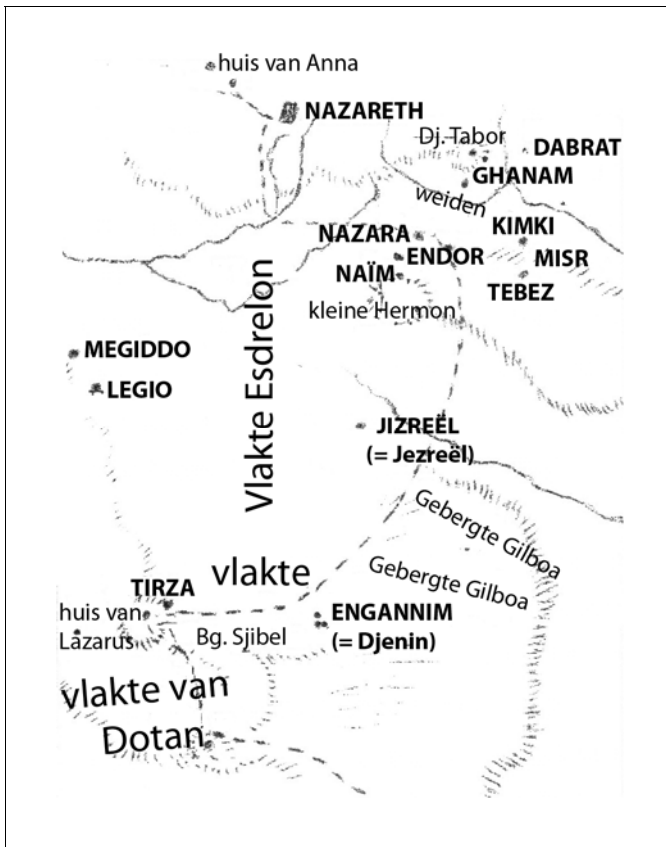 huis van Anna
NAZARETH
Dj. Tabor
DABRAT
GHANAM
weiden
KIMKI
NAZARA
ENDOR
MISR
NAÏM
TEBEZ
kleine Hermon
Vlakte Esdrelon
MEGIDDO
LEGIO
JIZREËL
(= Jezreël)
Gebergte Gilboa
Gebergte Gilboa
vlakte
TIRZA
huis van
Lazarus
Bg. Sjibel
ENGANNIM
(= Djenin)
vlakte van
Dotan